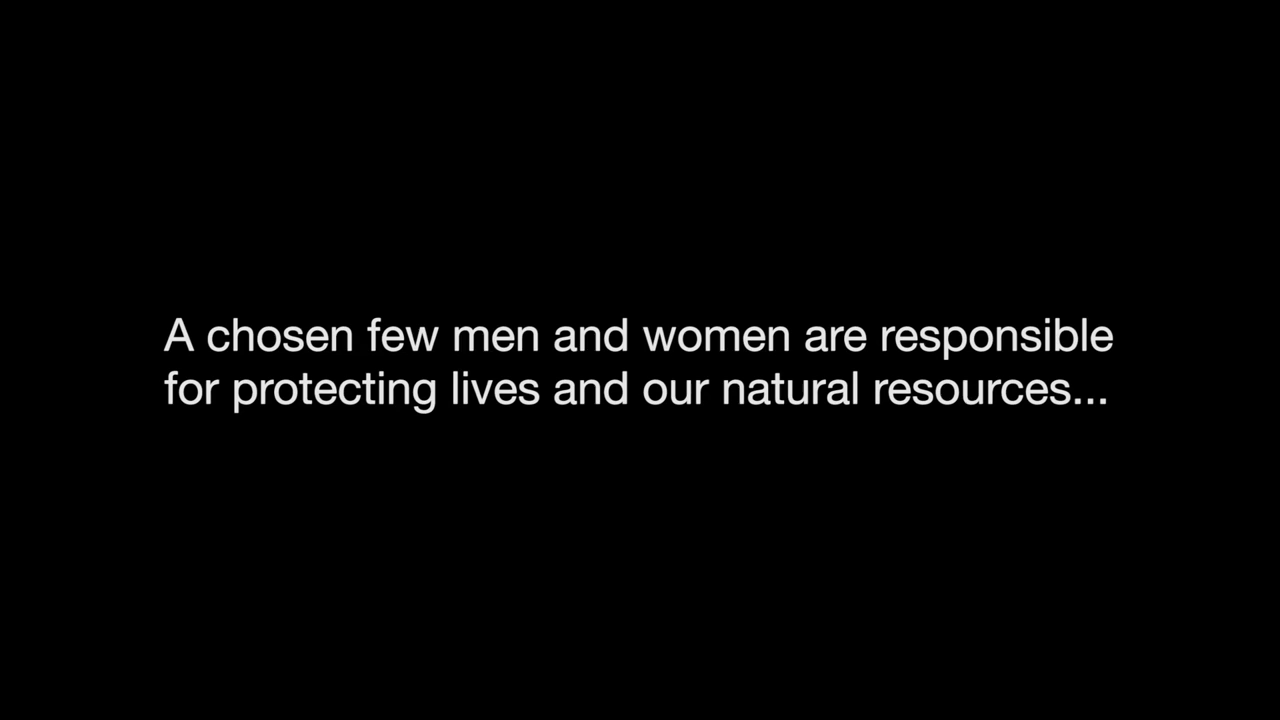 A chosen few men and women are responsible
for protecting lives and our natural resources...